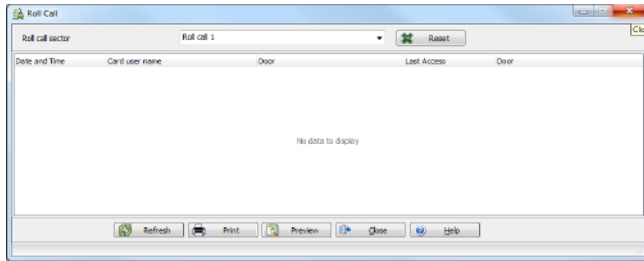 Roll Call
Roll call sector Roll call 1 Reset
Clo
Date and Time Card user name Door Last Access Door
No data to display
Refresh Print Preview Close Help